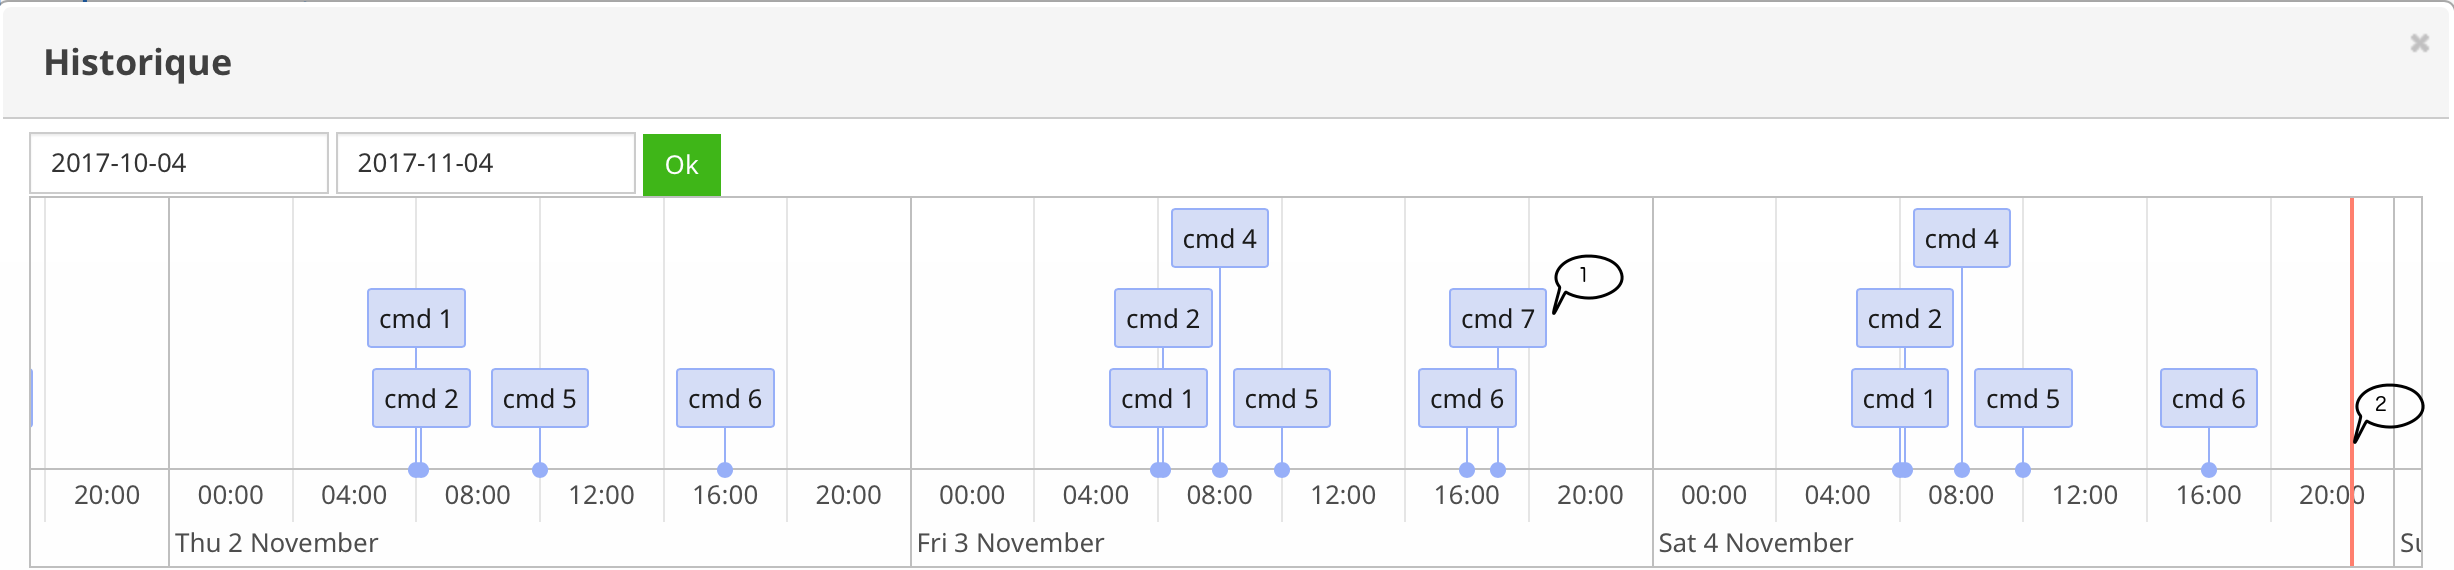 Historique
✖
2017-10-04 2017-11-04 Ok
cmd 4 cmd 4
1
cmd 1 cmd 2 cmd 7 cmd 2
cmd 2 cmd 5 cmd 6 cmd 1 cmd 5 cmd 6 cmd 1 cmd 5 cmd 6 2
20:00 00:00 04:00 08:00 12:00 16:00 20:00 00:00 04:00 08:00 12:00 16:00 20:00 00:00 04:00 08:00 12:00 16:00 20:00
Thu 2 November Fri 3 November Sat 4 November